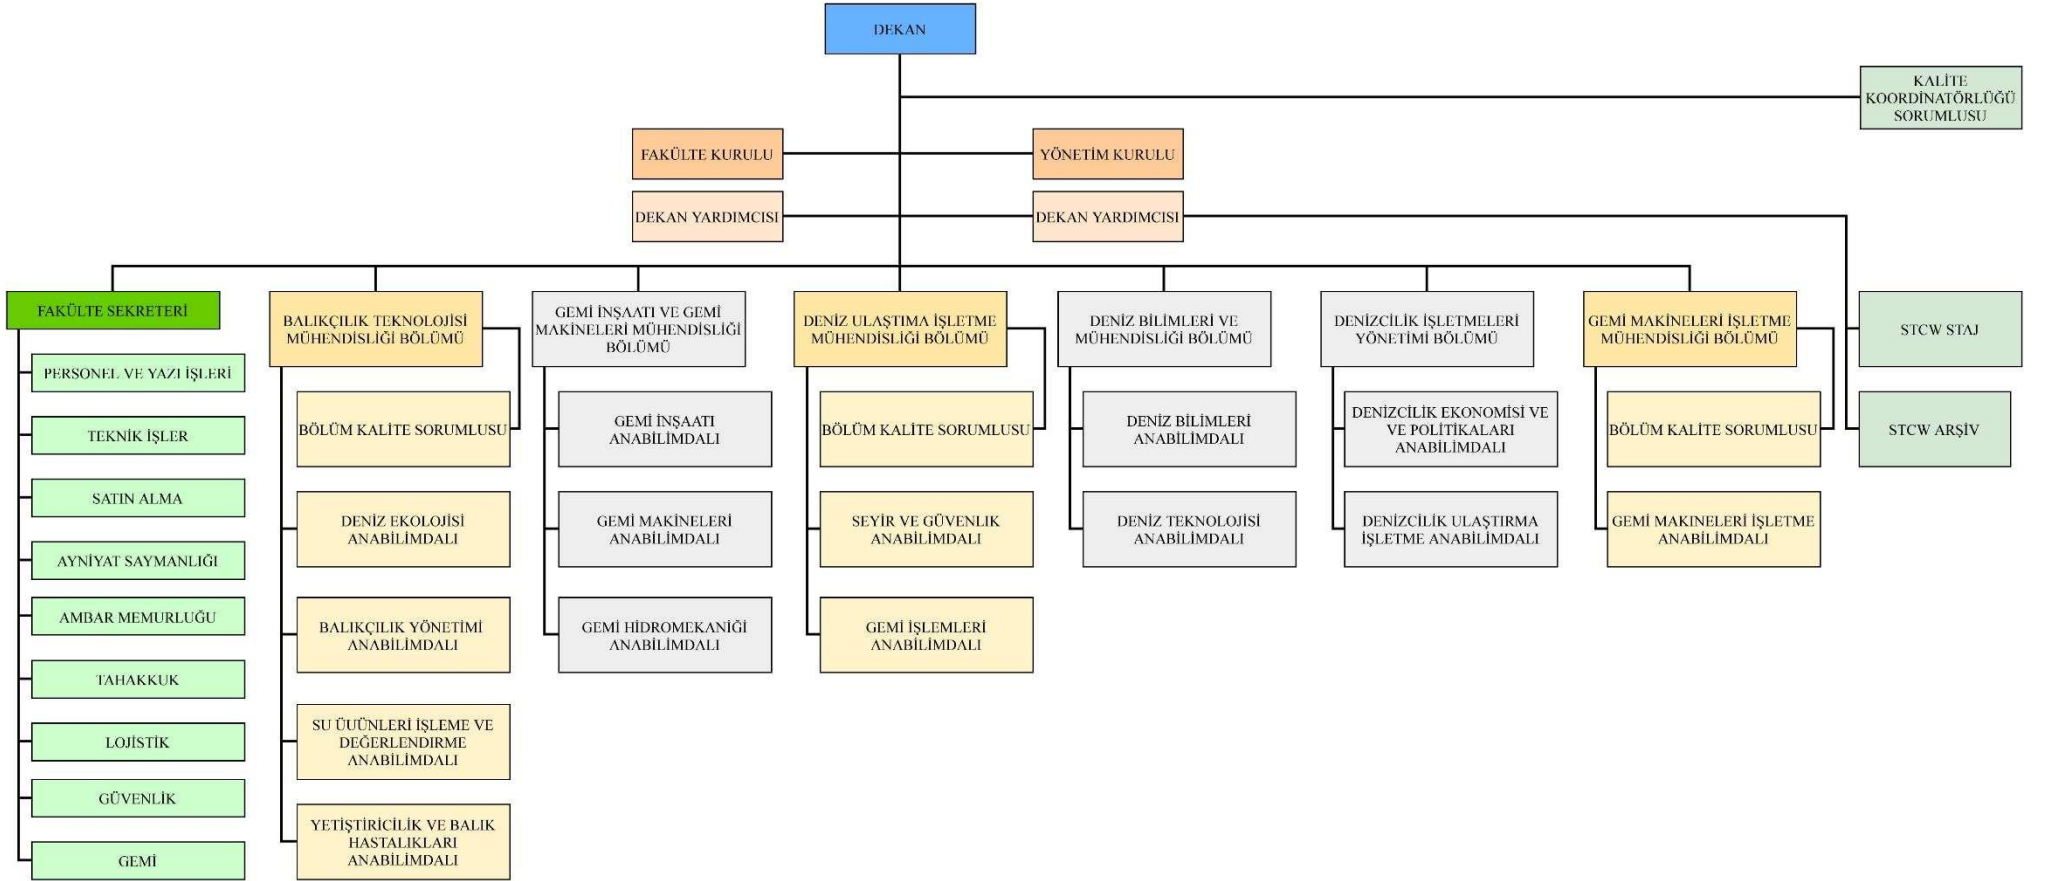 DEKAN
KALİTE
KOORDİNATÖRLÜĞÜ
SORUMLUSU
FAKÜLTE KURULU
YÖNETİM KURULU
DEKAN YARDIMCISI
DEKAN YARDIMCISI
FAKÜLTE SEKRETERİ
PERSONEL VE YAZI İŞLERİ
TEKNİK İŞLER
SATIN ALMA
AYNİYAT SAYMANLIĞI
AMBAR MEMURLUĞU
TAHAKKUK
LOJİSTİK
GÜVENLİK
GEMİ
BALIKÇILIK TEKNOLOJİSİ
MÜHENDİSLİĞİ BÖLÜMÜ
BÖLÜM KALİTE SORUMLUSU
DENİZ EKOLOJİSİ
ANABİLİMDALI
BALIKÇILIK YÖNETİMİ
ANABİLİMDALI
SU ÜUÜNLERİ İŞLEME VE
DEĞERLENDİRME
ANABİLİMDALI
YETİŞTİRİCİLİK VE BALIK
HASTALIKLARI
ANABİLİMDALI
GEMİ İNŞAATI VE GEMİ
MAKİNELERİ MÜHENDİSLİĞİ
BÖLÜMÜ
GEMİ İNŞAATI
ANABİLİMDALI
GEMİ MAKİNELERİ
ANABİLİMDALI
GEMİ HİDROMEKANİĞİ
ANABİLİMDALI
DENİZ ULAŞTIMA İŞLETME
MÜHENDİSLİĞİ BÖLÜMÜ
BÖLÜM KALİTE SORUMLUSU
SEYİR VE GÜVENLIK
ANABİLİMDALI
GEMİ İŞLEMLERİ
ANABİLİMDALI
DENİZ BİLİMLERİ VE
MÜHENDİSLİĞİ BÖLÜMÜ
DENİZ BİLİMLERİ
ANABİLİMDALI
DENİZ TEKNOLOJİSİ
ANABİLİMDALI
DENİZCİLİK İŞLETMELERİ
YÖNETİMİ BÖLÜMÜ
DENİZCİLİK EKONOMİSİ VE
VE POLİTİKALARI
ANABİLİMDALI
DENİZCİLİK ULAŞTIRMA
İŞLETME ANABİLİMDALI
GEMİ MAKİNELERİ İŞLETME
MÜHENDİSLİĞİ BÖLÜMÜ
BÖLÜM KALİTE SORUMLUSU
GEMİ MAKINELERİ İŞLETME
ANABİLİMDALI
STCW STAJ
STCW ARŞİV